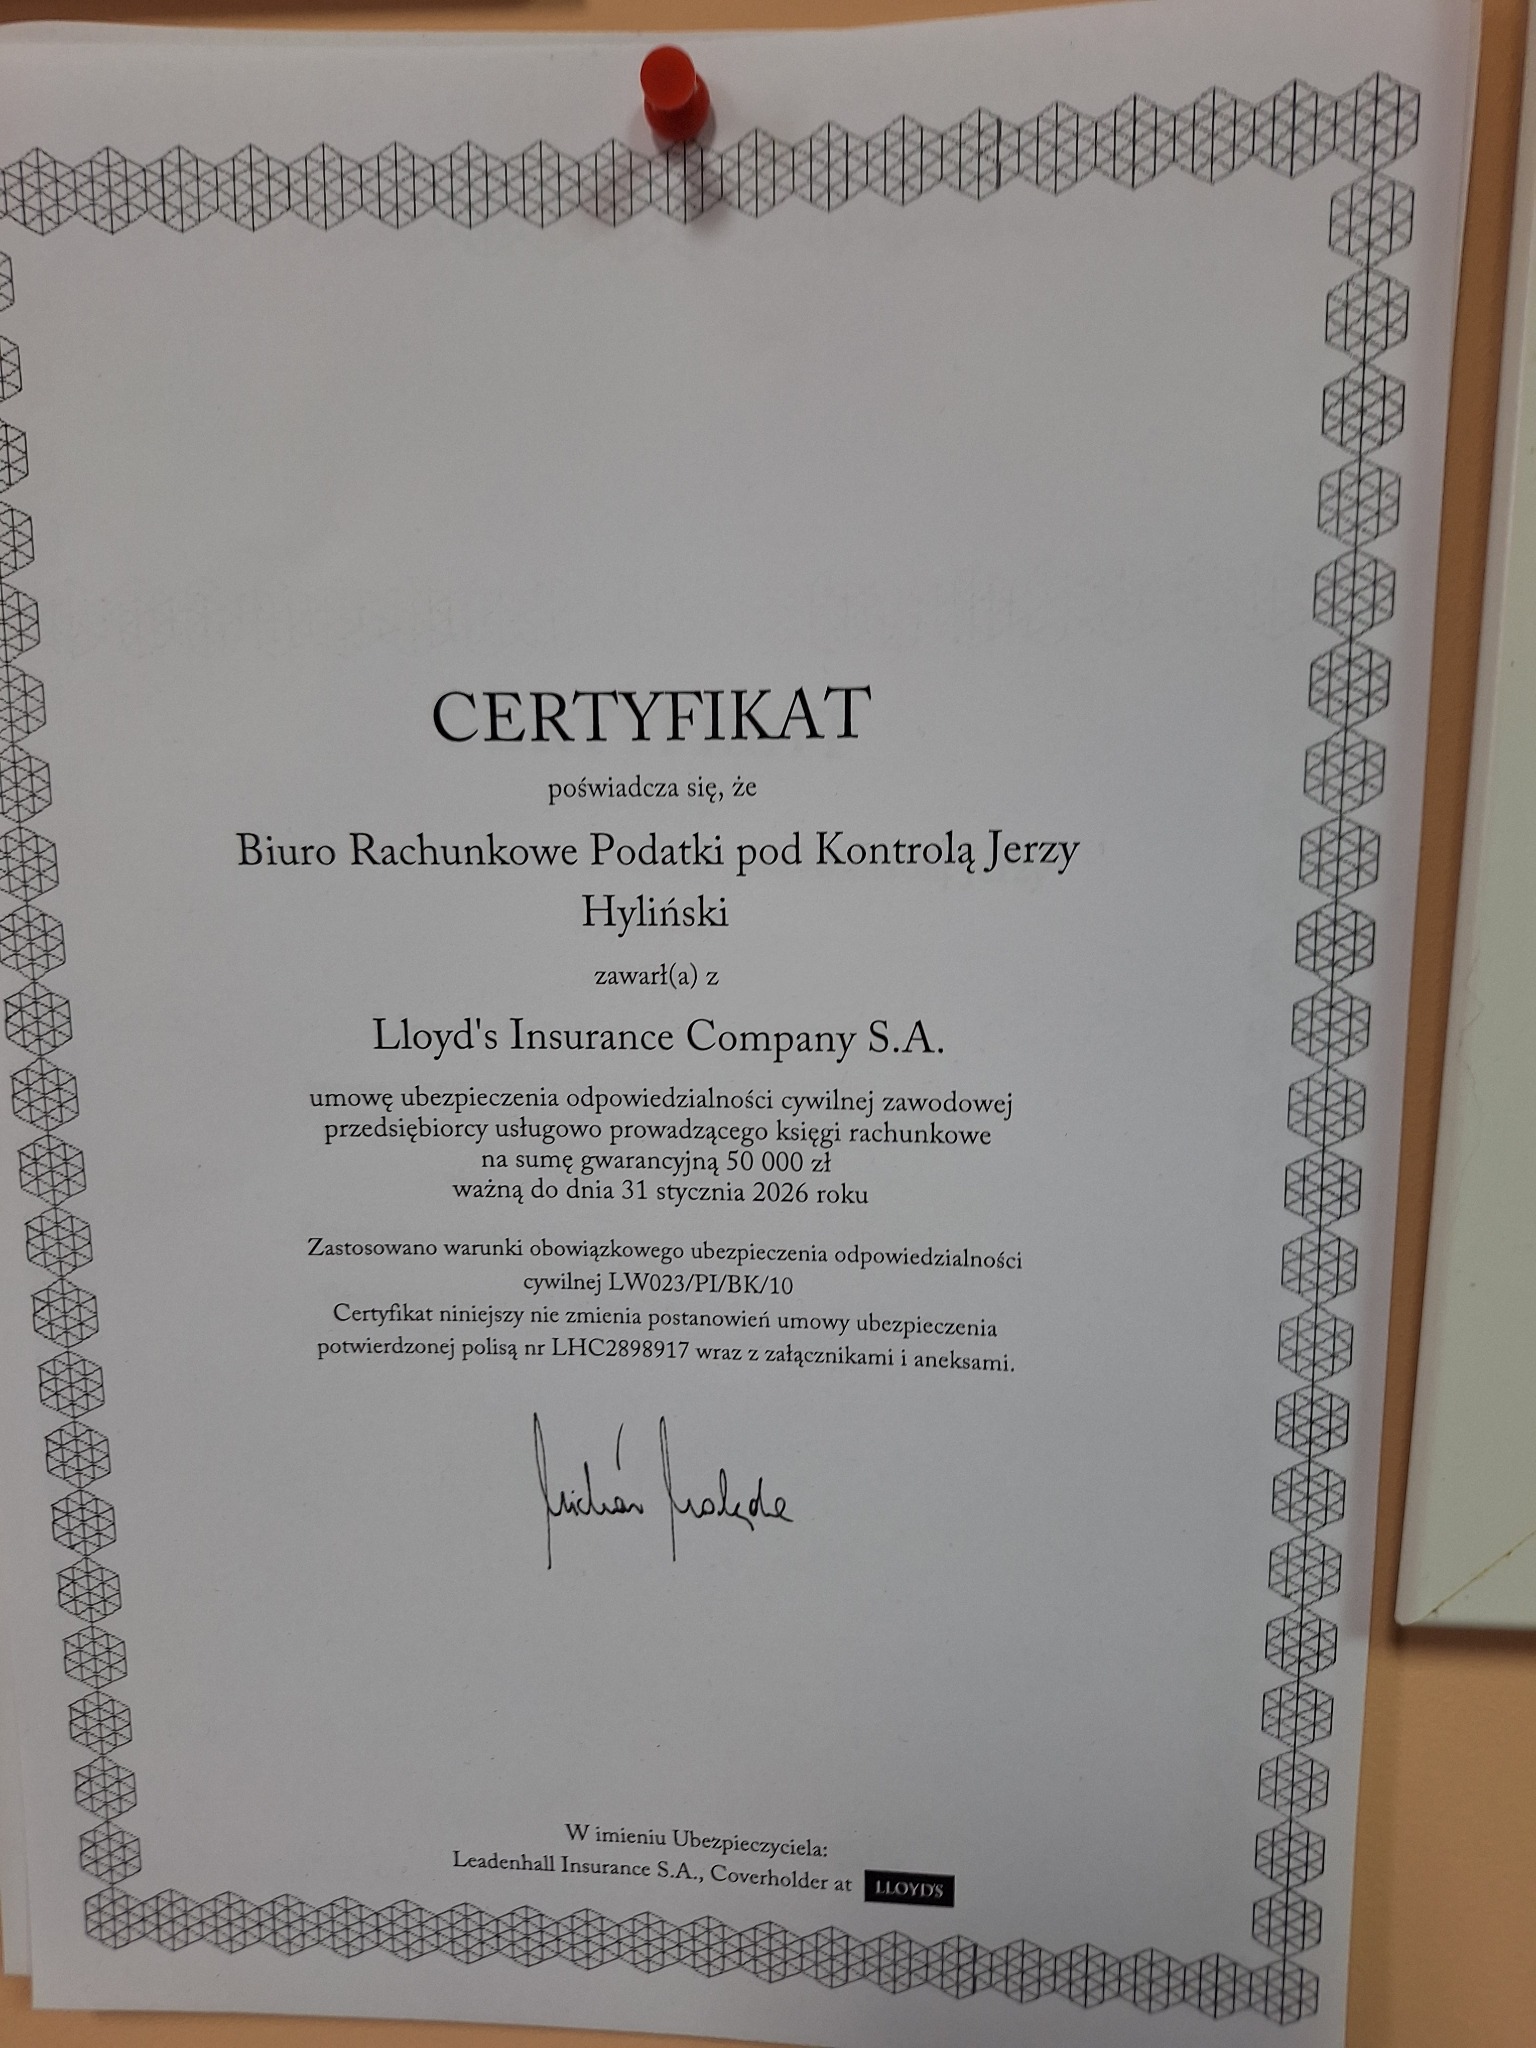 CERTYFIKAT
poświadcza się, że
Biuro Rachunkowe Podatki pod Kontrolą Jerzy
Hyliński
zawarł(a) z
Lloyd's Insurance Company S.A.
umowę ubezpieczenia odpowiedzialności cywilnej zawodowej
przedsiębiorcy usługowo prowadzącego księgi rachunkowe
na sumę gwarancyjną 50 000 zł
ważną do dnia 31 stycznia 2026 roku
Zastosowano warunki obowiązkowego ubezpieczenia odpowiedzialności
cywilnej LW023/PI/BK/10
Certyfikat niniejszy nie zmienia postanowień umowy ubezpieczenia
potwierdzonej polisą nr LHC2898917 wraz z załącznikami i aneksami.
W imieniu Ubezpieczyciela:
Leadenhall Insurance S.A., Coverholder at LLOYD'S